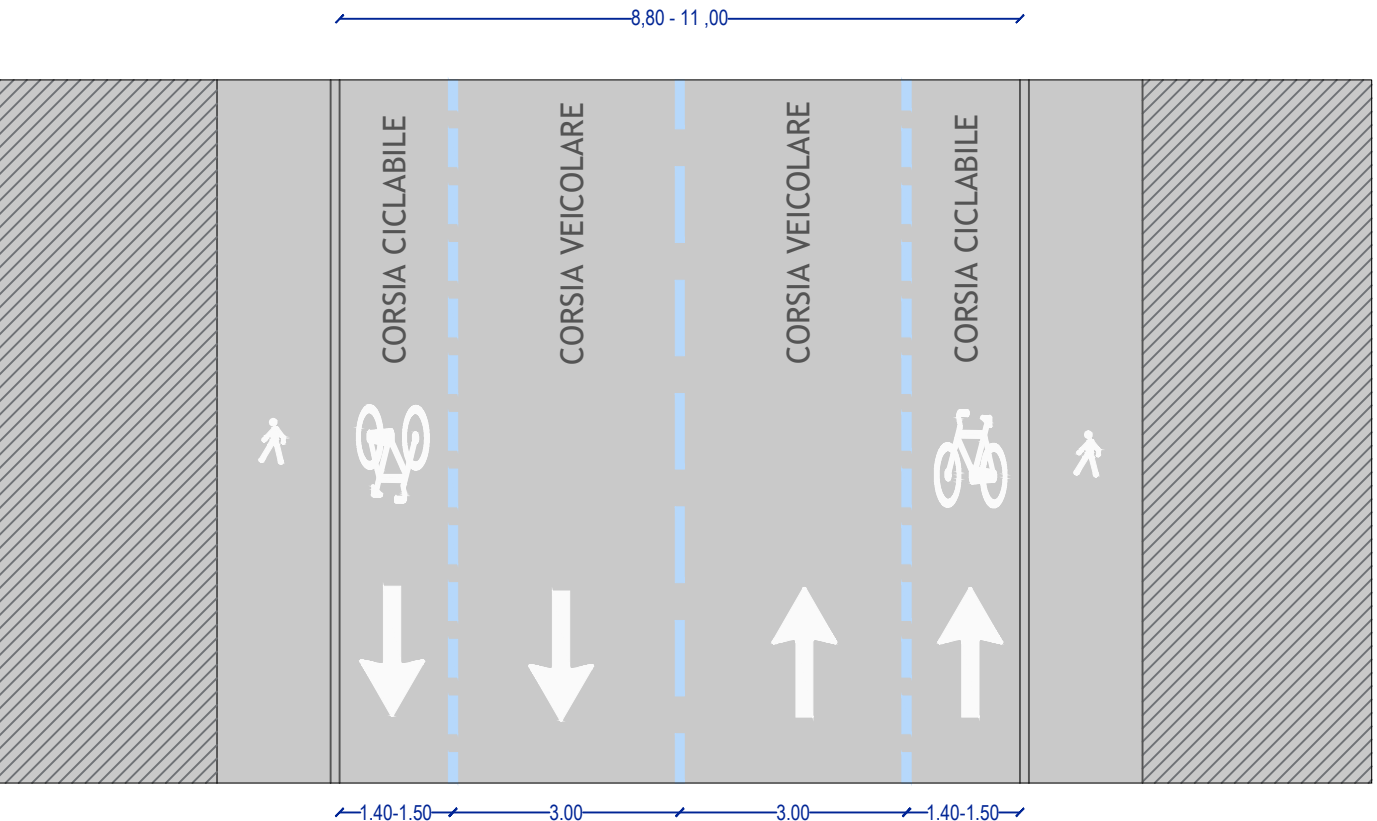 8,80 - 11 ,00
CORSIA CICLABILE
CORSIA VEICOLARE
CORSIA VEICOLARE
CORSIA CICLABILE
1.40-1.50
3.00
3.00
1.40-1.50